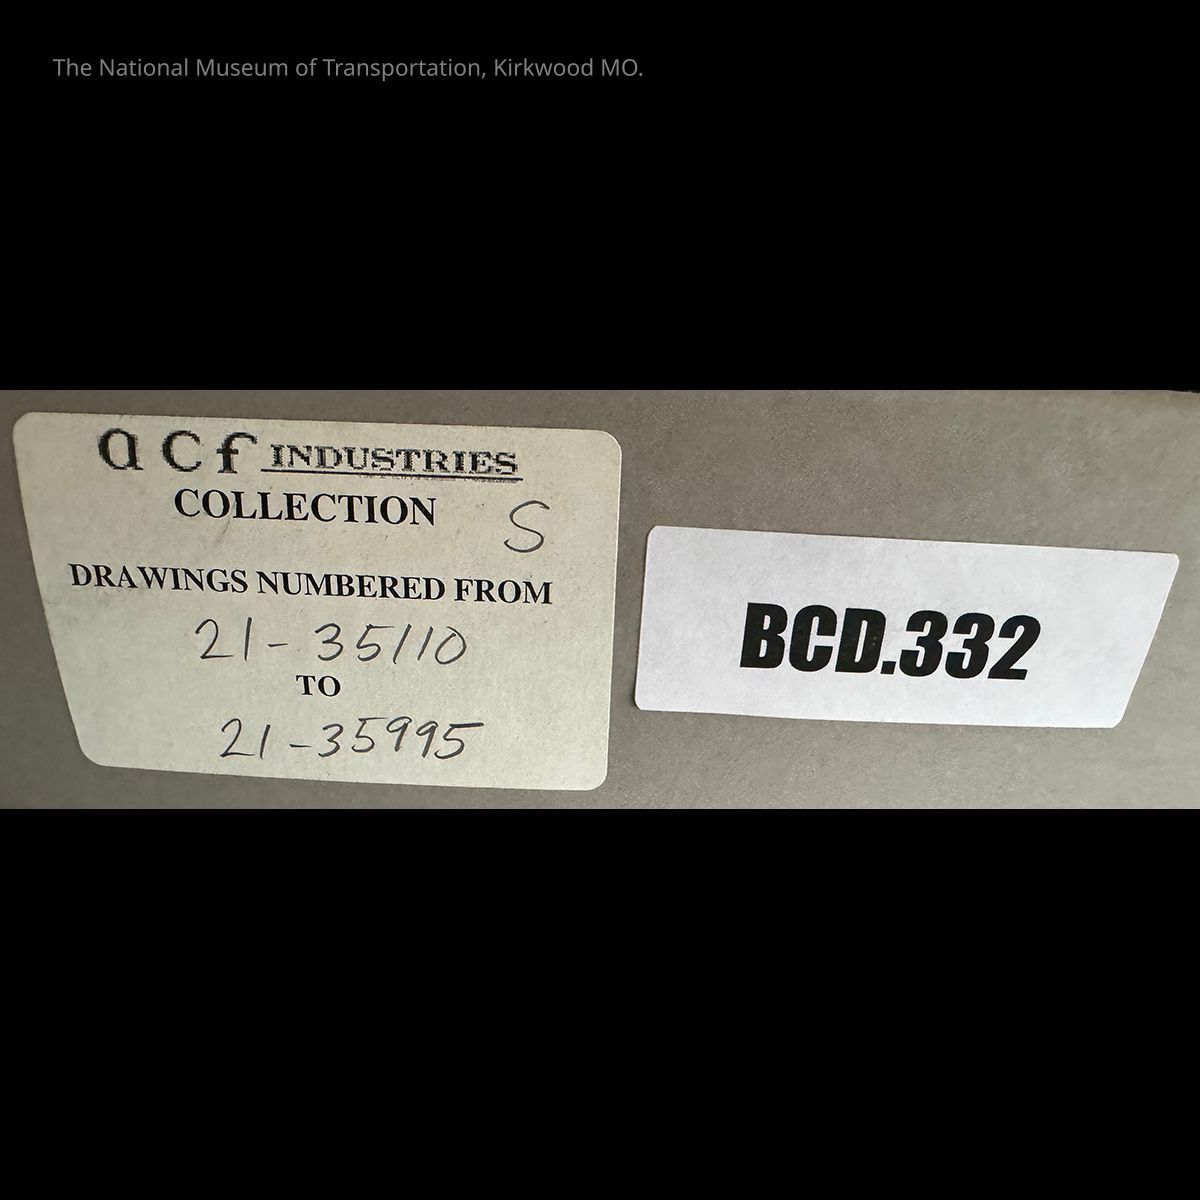 The National Museum of Transportation, Kirkwood MO.
acf INDUSTRIES
COLLECTION
S
DRAWINGS NUMBERED FROM
21-35110
TO
21-35995
BCD.332